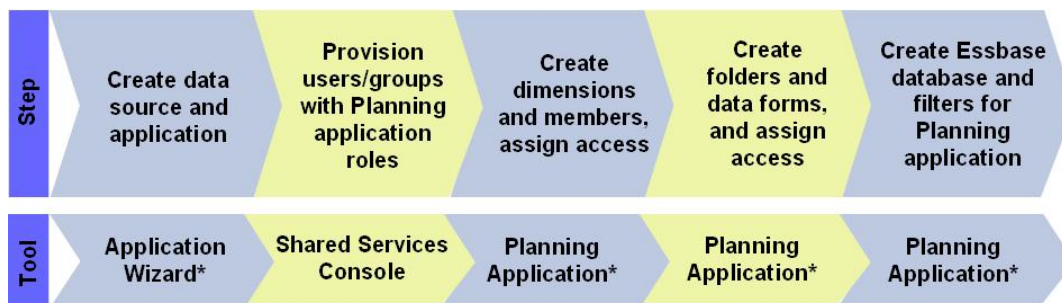 Step
Create data
source and
application
Provision
users/groups
with Planning
application
roles
Create
dimensions
and members,
assign access
Create
folders and
data forms,
and assign
access
Create Essbase
database and
filters for
Planning
application
Tool
Application
Wizard*
Shared Services
Console
Planning
Application*
Planning
Application*
Planning
Application*